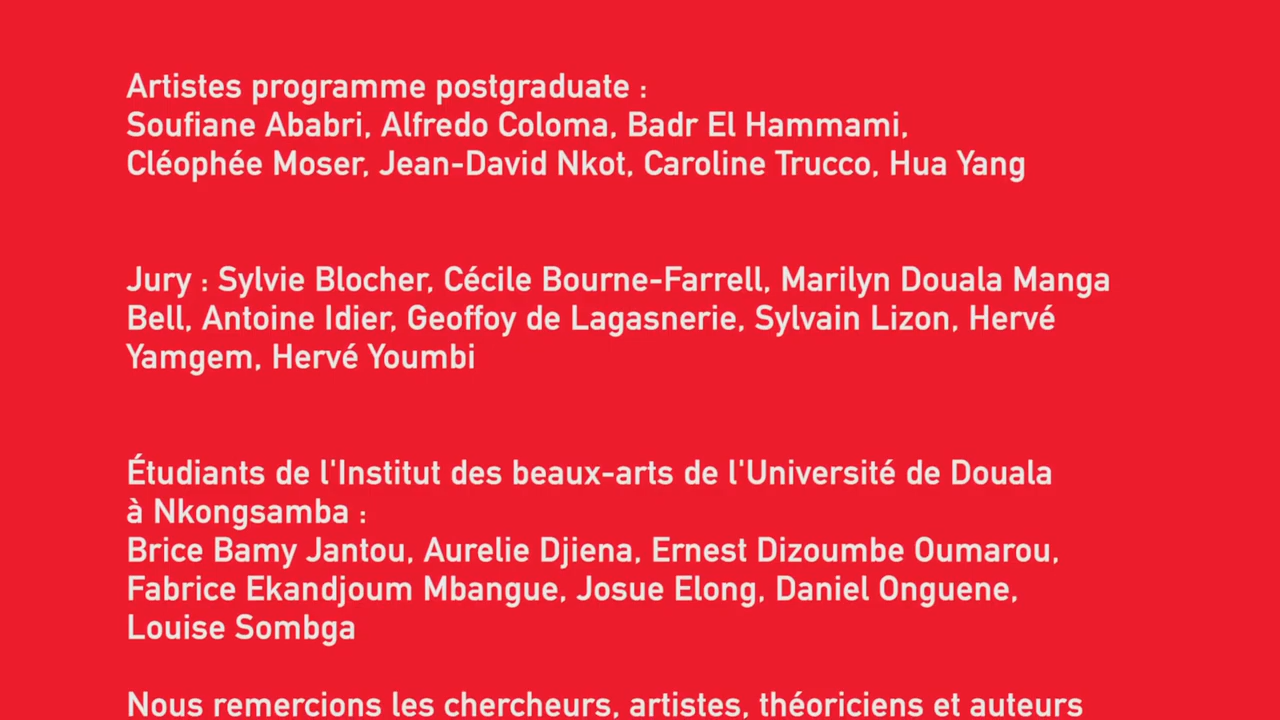 Artistes programme postgraduate :
Soufiane Ababri, Alfredo Coloma, Badr El Hammami,
Cléophée Moser, Jean-David Nkot, Caroline Trucco, Hua Yang
Jury : Sylvie Blocher, Cécile Bourne-Farrell, Marilyn Douala Manga
Bell, Antoine Idier, Geoffoy de Lagasnerie, Sylvain Lizon, Hervé
Yamgem, Hervé Youmbi
Étudiants de l'Institut des beaux-arts de l'Université de Douala
à Nkongsamba :
Brice Bamy Jantou, Aurelie Djiena, Ernest Dizoumbe Oumarou,
Fabrice Ekandjoum Mbangue, Josue Elong, Daniel Onguene,
Louise Sombga
Nous remercions les chercheurs, artistes, théoriciens et auteurs